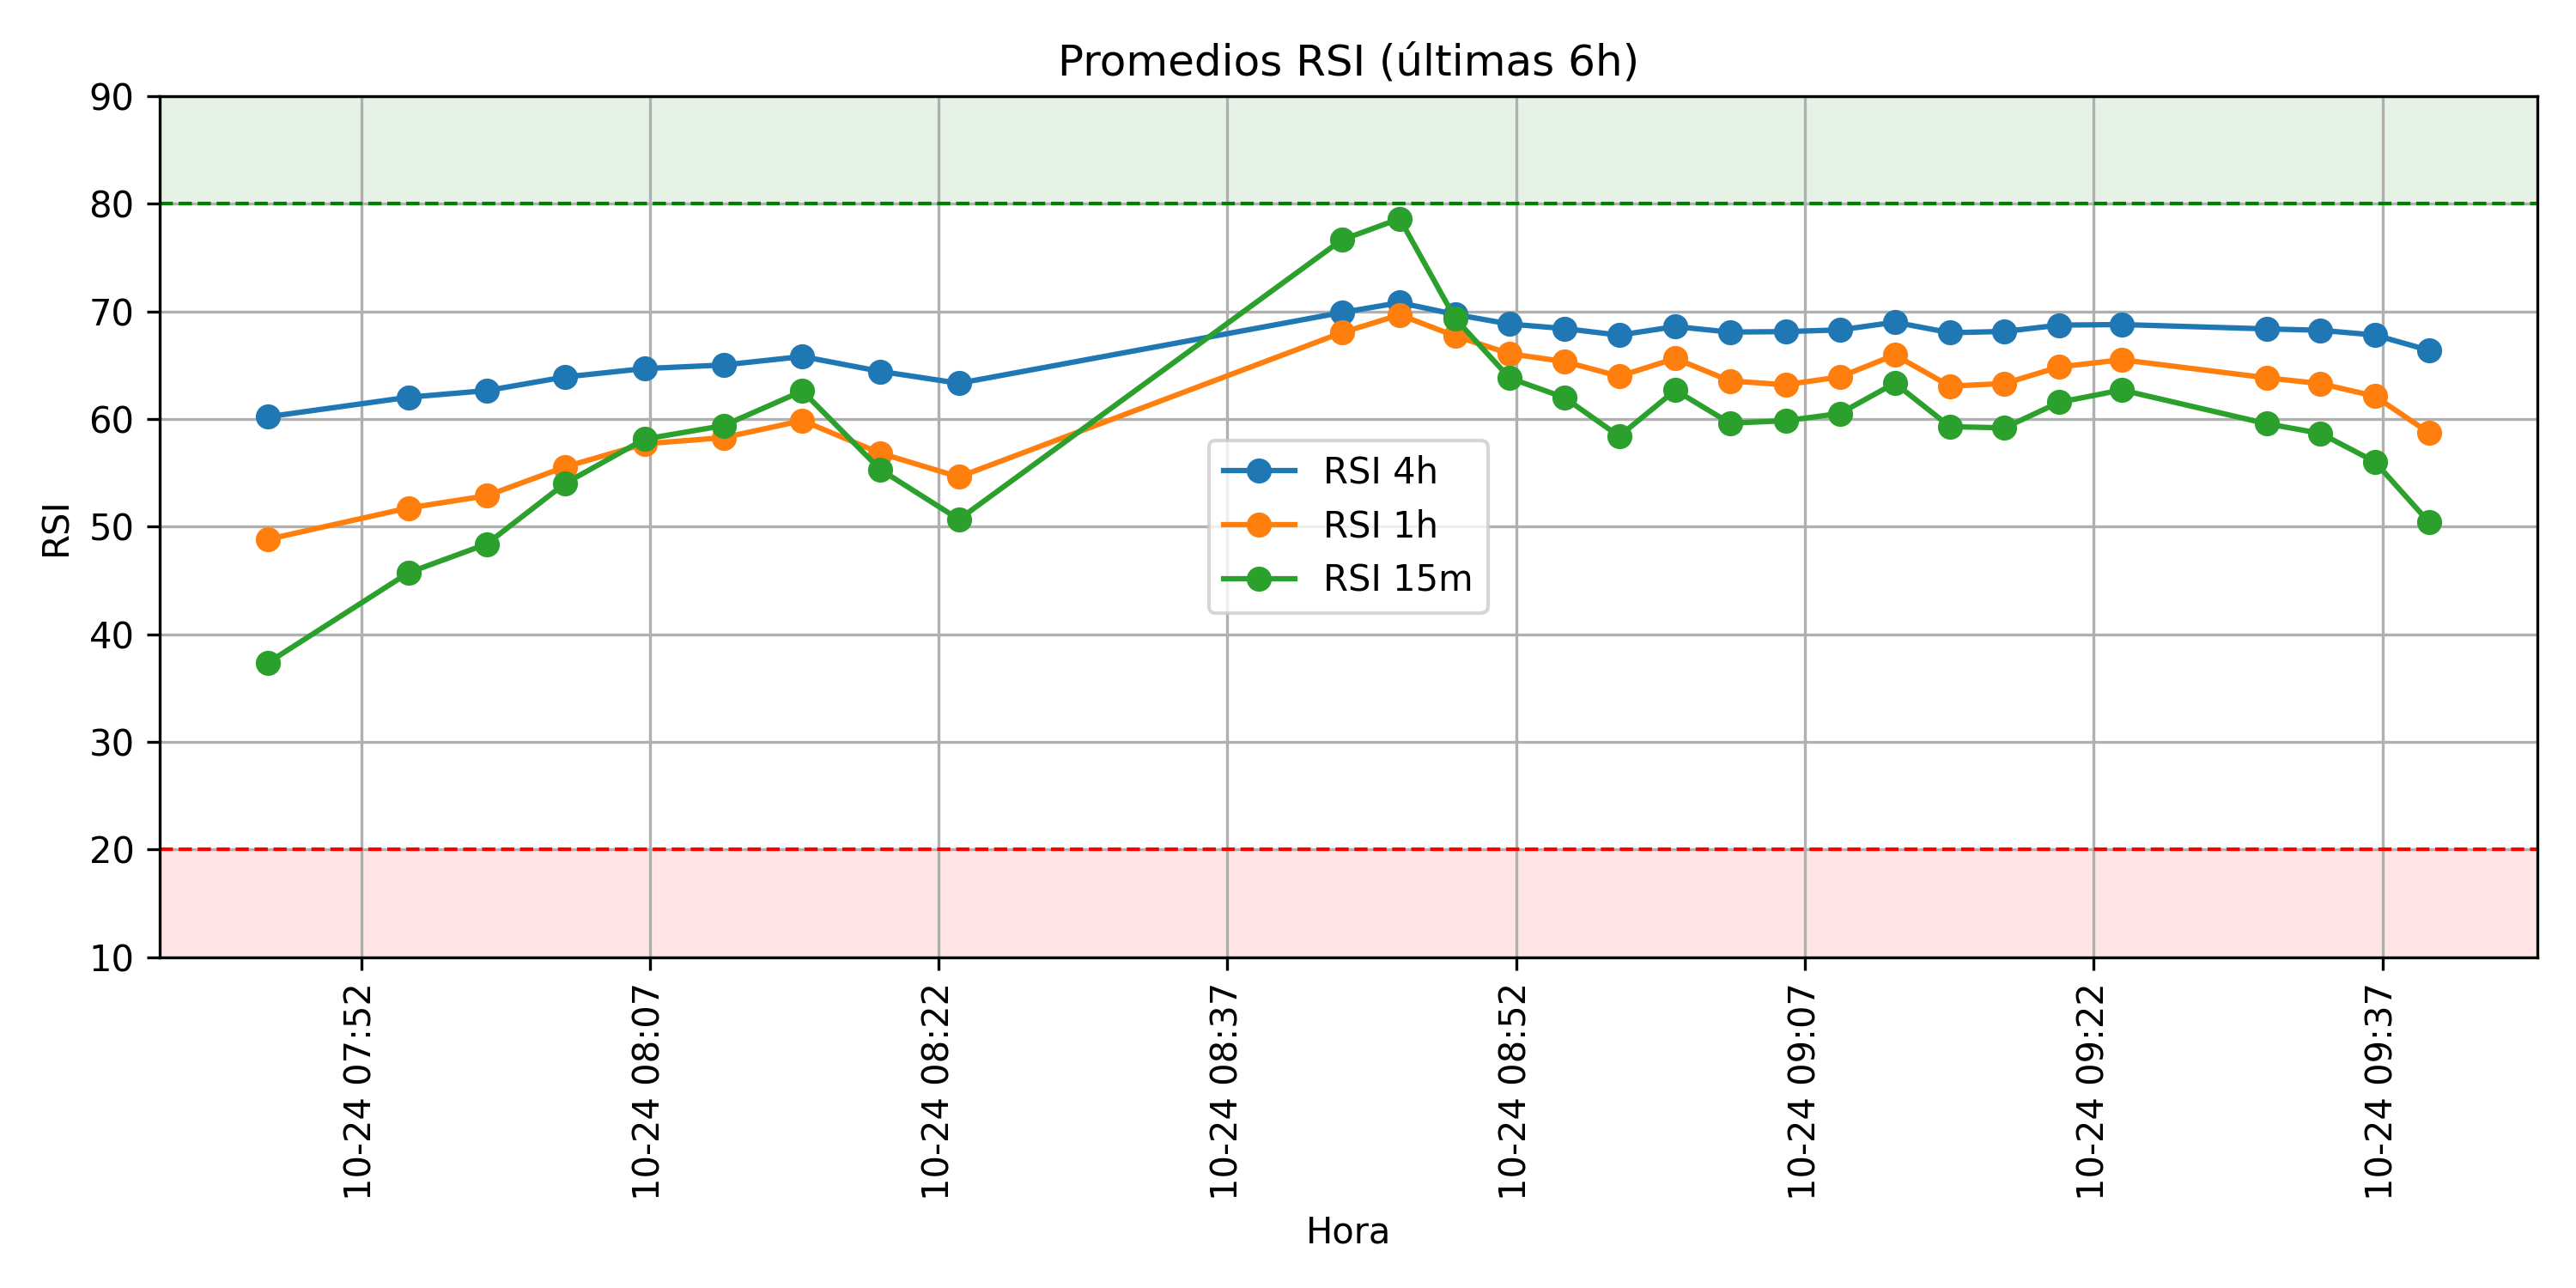 Promedios RSI (últimas 6h)
90
80
70
60
50
40
30
20
10
RSI
RSI 4h
RSI 1h
RSI 15m
10-24 07:52
10-24 08:07
10-24 08:22
10-24 08:37
10-24 08:52
10-24 09:07
10-24 09:22
10-24 09:37
Hora